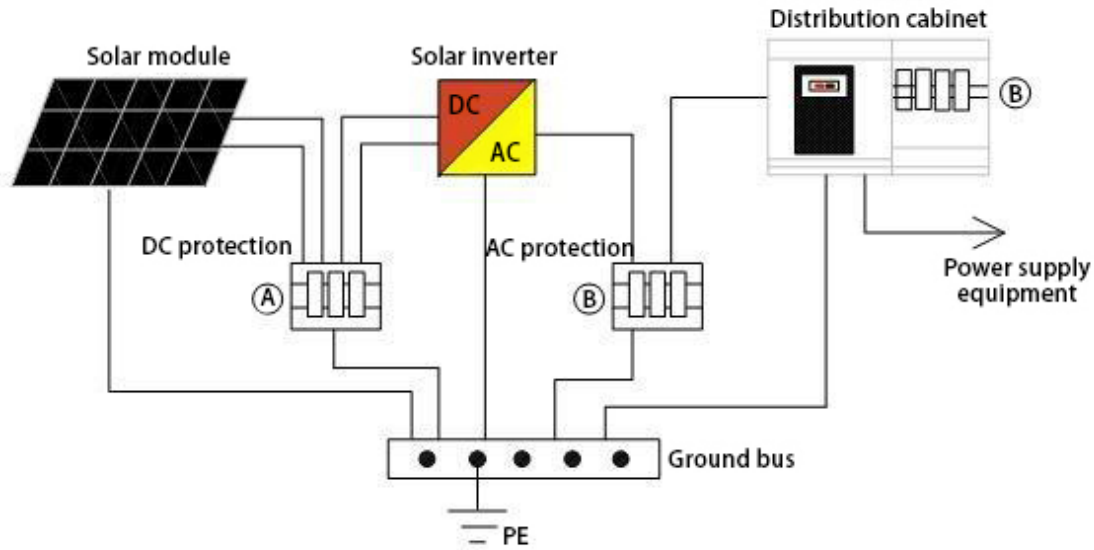 Distribution cabinet
Solar module
Solar inverter
DC
AC
B
DC protection
AC protection
A
B
Power supply
equipment
Ground bus
PE